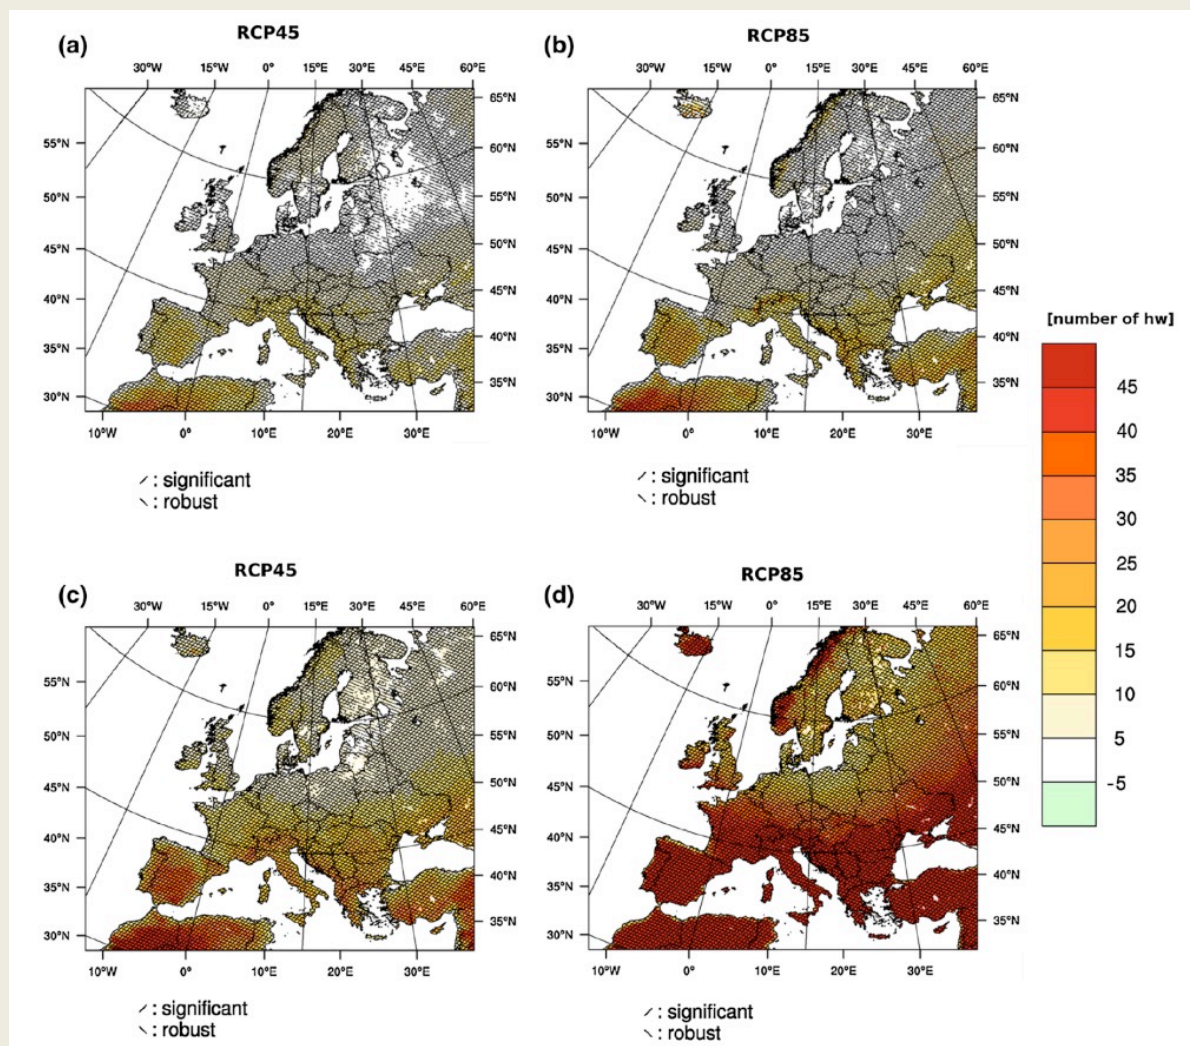 (a) RCP45
30°W 15°W 0° 15°E 30°E 45°E 60°E
65°N
55°N
60°N
50°N
55°N
45°N
50°N
40°N
45°N
35°N
40°N
30°N
35°N
10°W 0° 10°E 20°E 30°E
⟋ : significant
⟍ : robust
(b) RCP85
30°W 15°W 0° 15°E 30°E 45°E 60°E
65°N
55°N
60°N
50°N
55°N
45°N
50°N
40°N
45°N
35°N
40°N
30°N
35°N
10°W 0° 10°E 20°E 30°E
⟋ : significant
⟍ : robust
[number of hw]
45
40
35
30
25
20
15
10
5
-5
(c) RCP45
30°W 15°W 0° 15°E 30°E 45°E 60°E
65°N
55°N
60°N
50°N
55°N
45°N
50°N
40°N
45°N
35°N
40°N
30°N
35°N
10°W 0° 10°E 20°E 30°E
⟋ : significant
⟍ : robust
(d) RCP85
30°W 15°W 0° 15°E 30°E 45°E 60°E
65°N
55°N
60°N
50°N
55°N
45°N
50°N
40°N
45°N
35°N
40°N
30°N
35°N
10°W 0° 10°E 20°E 30°E
⟋ : significant
⟍ : robust